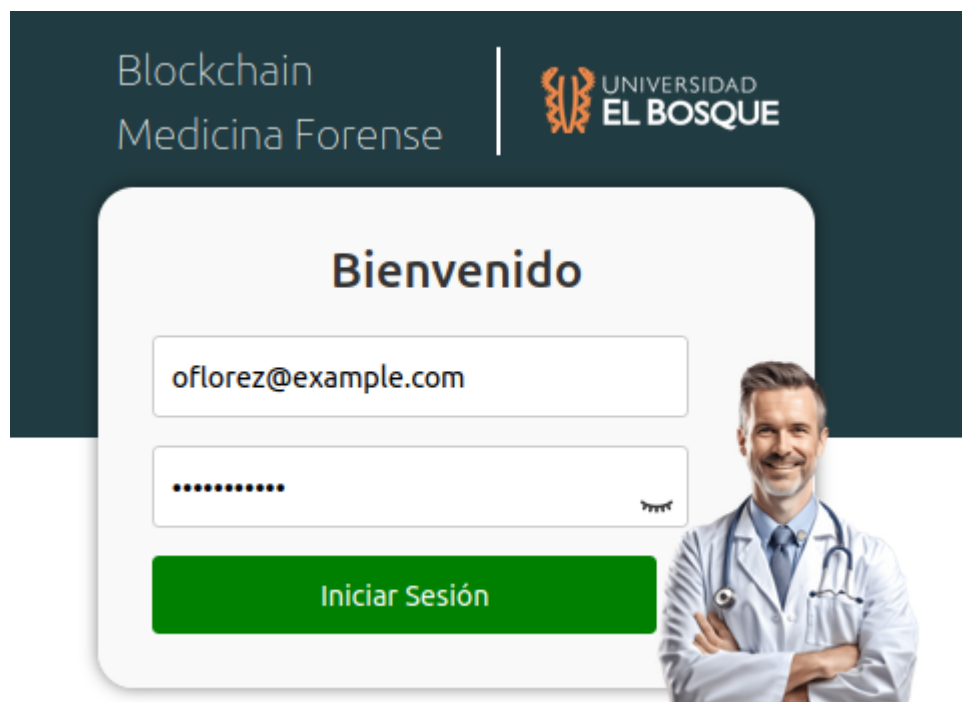 Blockchain
Medicina Forense
UNIVERSIDAD
EL BOSQUE
Bienvenido
oflorez@example.com
•••••••••••
Iniciar Sesión